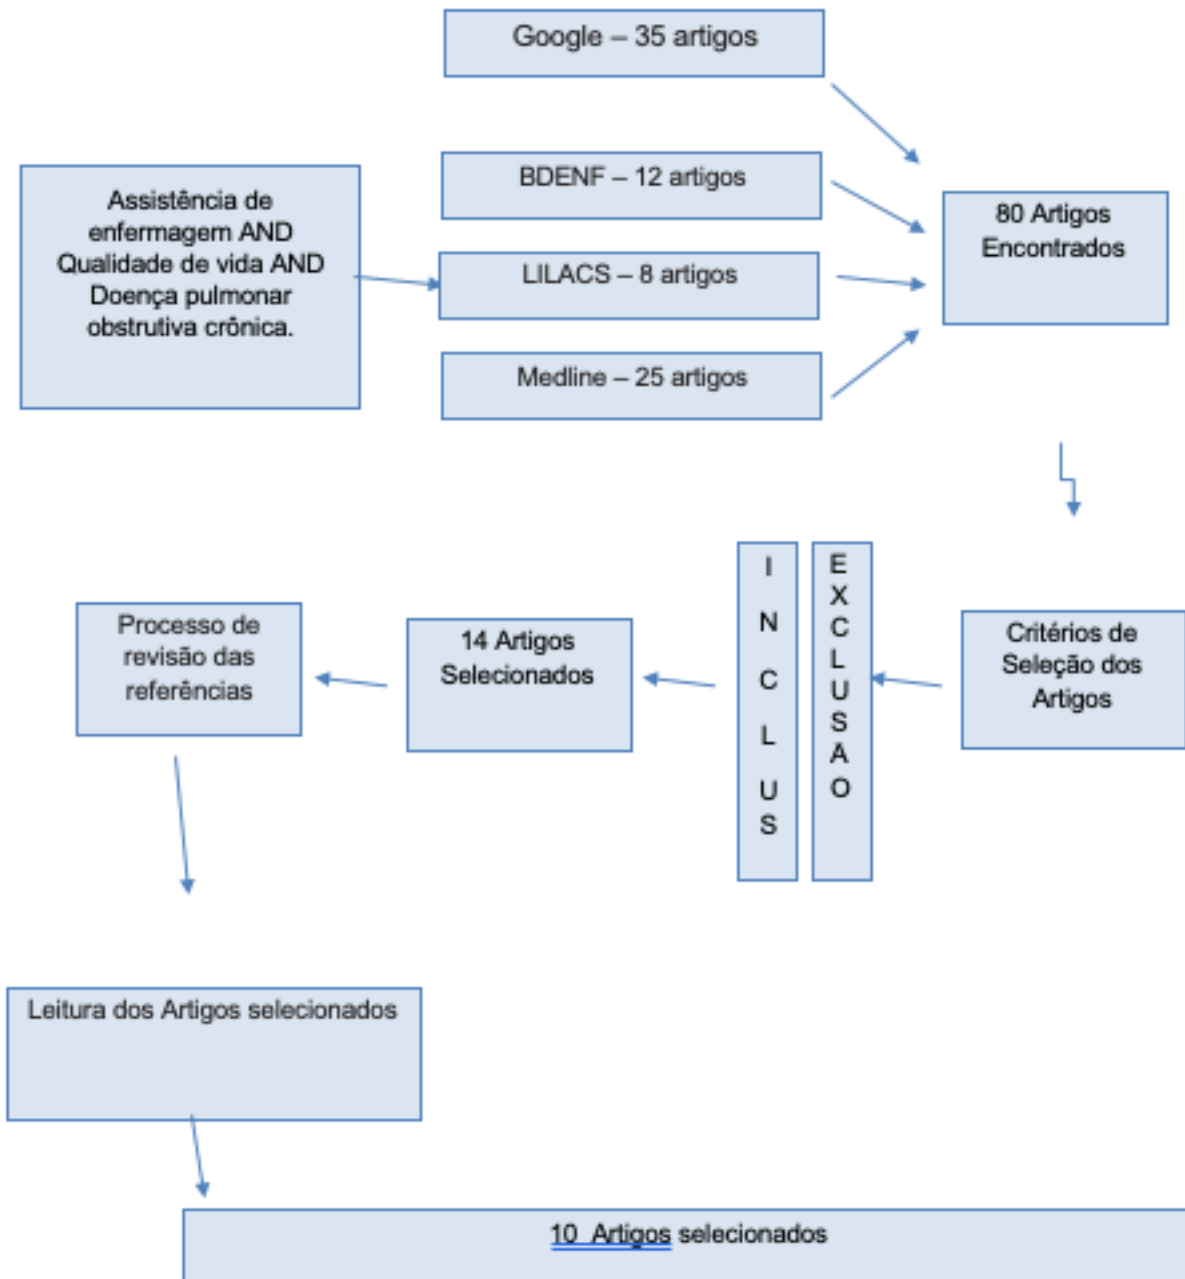 Google – 35 artigos
BDENF – 12 artigos
LILACS – 8 artigos
Medline – 25 artigos
Assistência de
enfermagem AND
Qualidade de vida AND
Doença pulmonar
obstrutiva crônica.
80 Artigos
Encontrados
Critérios de
Seleção dos
Artigos
E
X
C
L
U
S
A
O
I
N
C
L
U
S
14 Artigos
Selecionados
Processo de
revisão das
referências
Leitura dos Artigos selecionados
10 Artigos selecionados